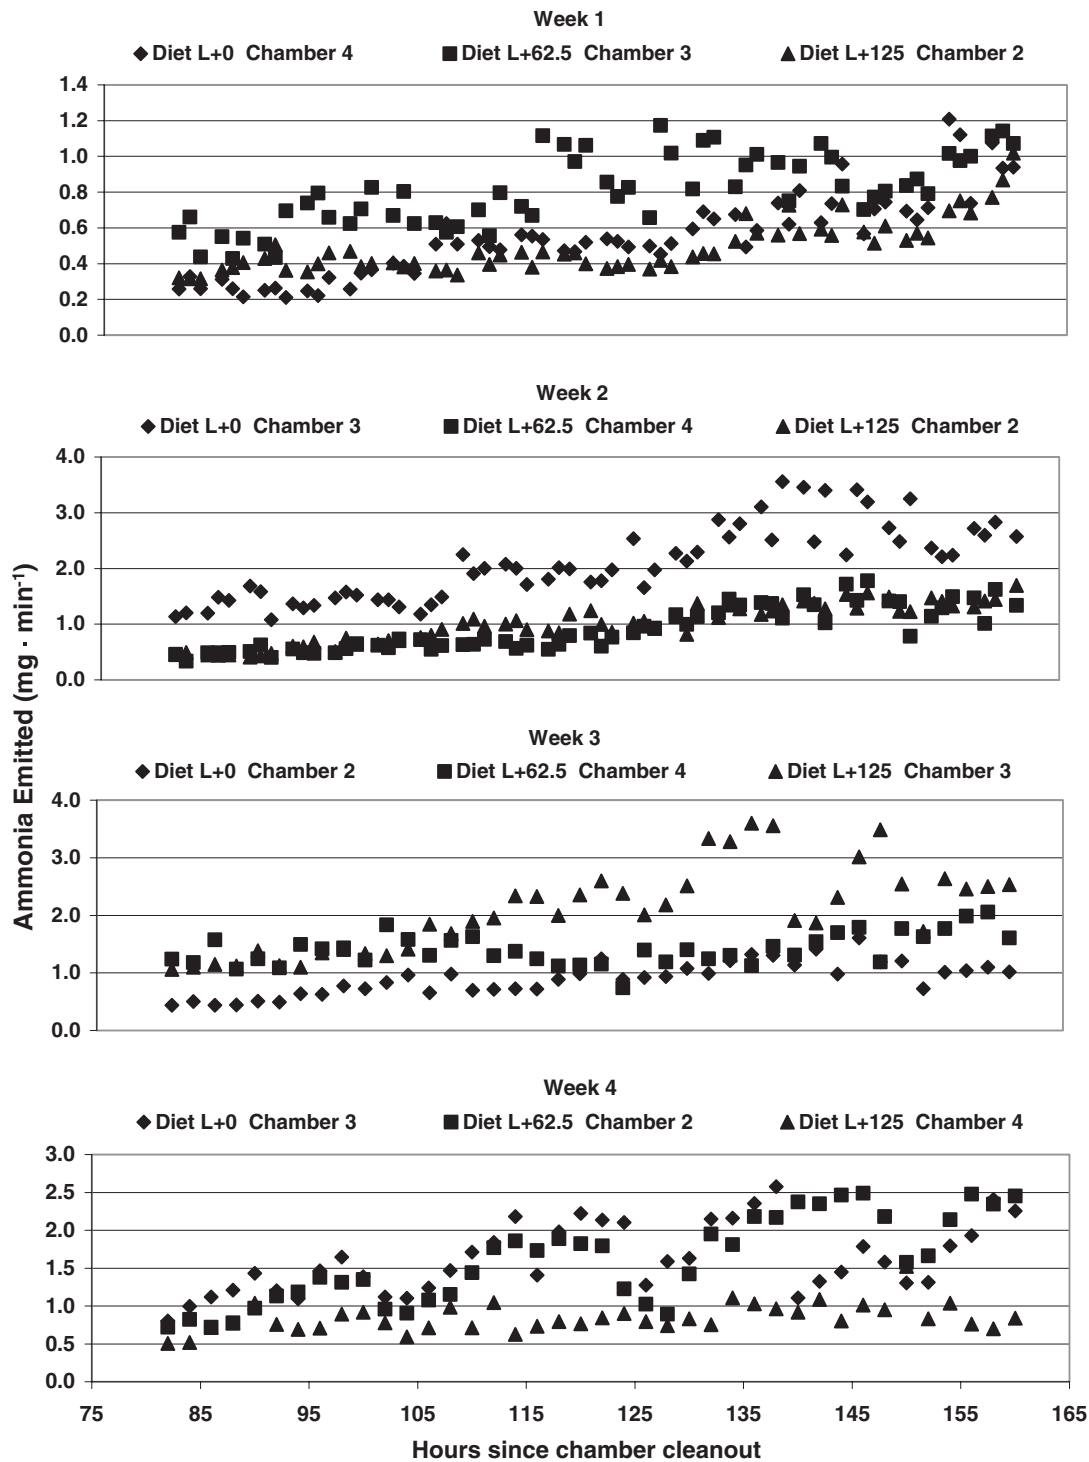 Week 1
Diet L+0 Chamber 4 Diet L+62.5 Chamber 3 Diet L+125 Chamber 2
1.4
1.2
1.0
0.8
0.6
0.4
0.2
0.0
Week 2
Diet L+0 Chamber 3 Diet L+62.5 Chamber 4 Diet L+125 Chamber 2
4.0
3.0
2.0
1.0
0.0
Ammonia Emitted (mg · min⁻¹)
Week 3
Diet L+0 Chamber 2 Diet L+62.5 Chamber 4 Diet L+125 Chamber 3
4.0
3.0
2.0
1.0
0.0
Week 4
Diet L+0 Chamber 3 Diet L+62.5 Chamber 2 Diet L+125 Chamber 4
3.0
2.5
2.0
1.5
1.0
0.5
0.0
75 85 95 105 115 125 135 145 155 165
Hours since chamber cleanout